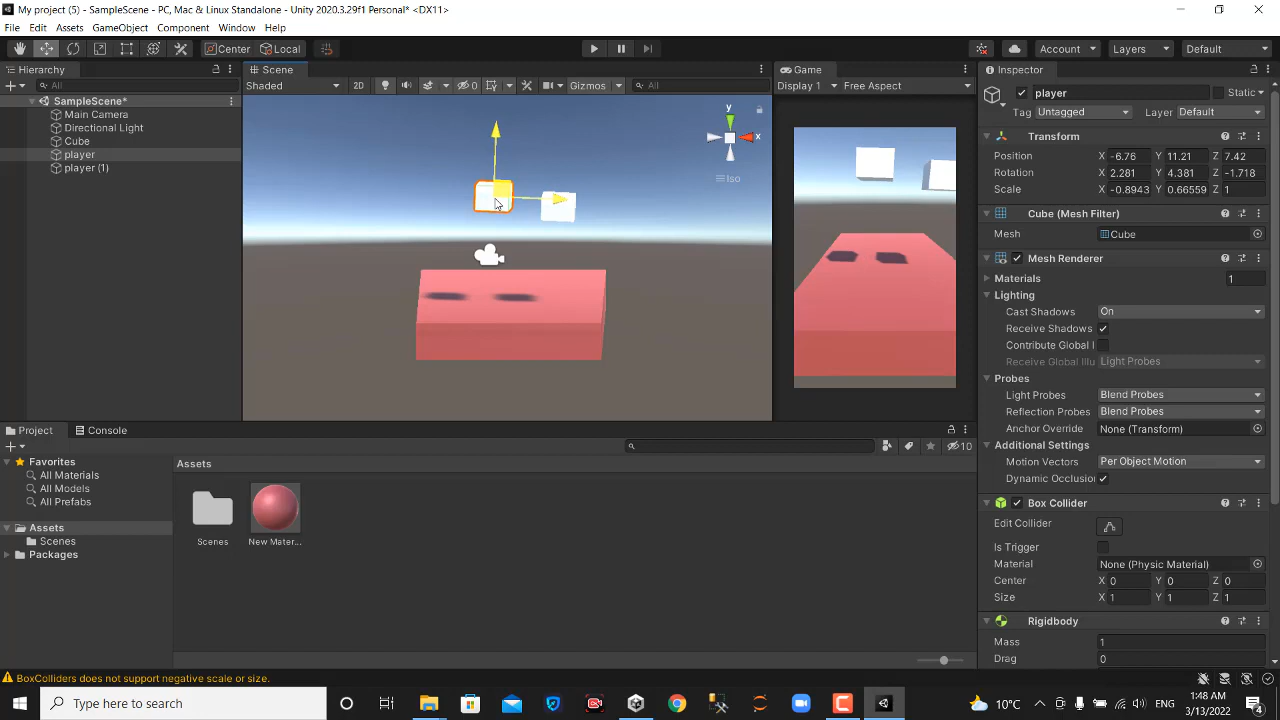 My project (5) - SampleScene - PC, Mac & Linux Standalone - Unity 2020.3.29f1 Personal* <DX11>
File Edit Assets GameObject Component Window Help
Center Local Account Layers Default
Hierarchy
All
SampleScene*
Main Camera
Directional Light
Cube
player
player (1)
Scene
Shaded 2D 0 Gizmos All
y
x
Iso
Game
Display 1 Free Aspect
Inspector
player Static
Tag Untagged Layer Default
Transform
Position X -6.76 Y 11.21 Z 7.42
Rotation X 2.281 Y 4.381 Z -1.718
Scale X -0.8943 Y 0.66559 Z 1
Cube (Mesh Filter)
Mesh Cube
Mesh Renderer
Materials 1
Lighting
Cast Shadows On
Receive Shadows
Contribute Global I
Receive Global Illu Light Probes
Probes
Light Probes Blend Probes
Reflection Probes Blend Probes
Anchor Override None (Transform)
Additional Settings
Motion Vectors Per Object Motion
Dynamic Occlusion
Box Collider
Edit Collider
Is Trigger
Material None (Physic Material)
Center X 0 Y 0 Z 0
Size X 1 Y 1 Z 1
Rigidbody
Mass 1
Drag 0
Project Console
10
Favorites
All Materials
All Models
All Prefabs
Assets
Scenes
Packages
Assets
Scenes
New Mater...
BoxColliders does not support negative scale or size.
Type here to search
10°C
1:48 AM
3/13/2022